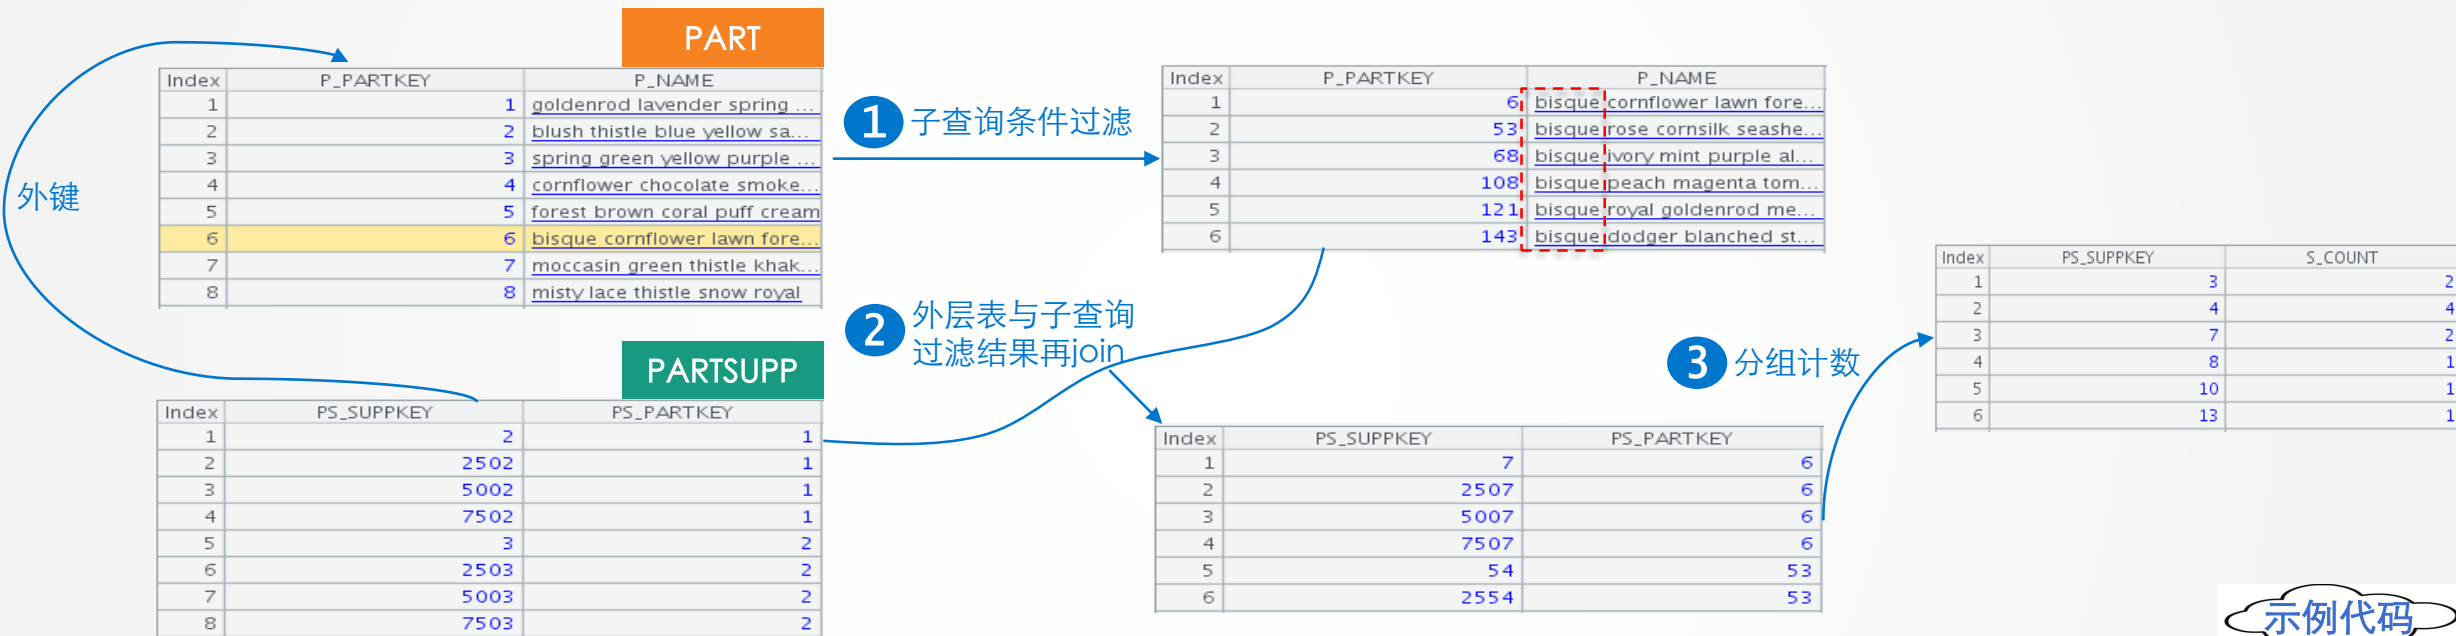 PART
Index P_PARTKEY P_NAME
1 1 goldenrod lavender spring ...
2 2 blush thistle blue yellow sa...
3 3 spring green yellow purple ...
4 4 cornflower chocolate smoke...
5 5 forest brown coral puff cream
6 6 bisque cornflower lawn fore...
7 7 moccasin green thistle khak...
8 8 misty lace thistle snow royal
外键
PARTSUPP
Index PS_SUPPKEY PS_PARTKEY
1 2 1
2 2502 1
3 5002 1
4 7502 1
5 3 2
6 2503 2
7 5003 2
8 7503 2
1 子查询条件过滤
Index P_PARTKEY P_NAME
1 6 bisque cornflower lawn fore...
2 53 bisque rose cornsilk seashe...
3 68 bisque ivory mint purple al...
4 108 bisque peach magenta tom...
5 121 bisque royal goldenrod me...
6 143 bisque dodger blanched st...
2 外层表与子查询
过滤结果再join
Index PS_SUPPKEY PS_PARTKEY
1 7 6
2 2507 6
3 5007 6
4 7507 6
5 54 53
6 2554 53
3 分组计数
Index PS_SUPPKEY S_COUNT
1 3 2
2 4 4
3 7 2
4 8 1
5 10 1
6 13 1
示例代码